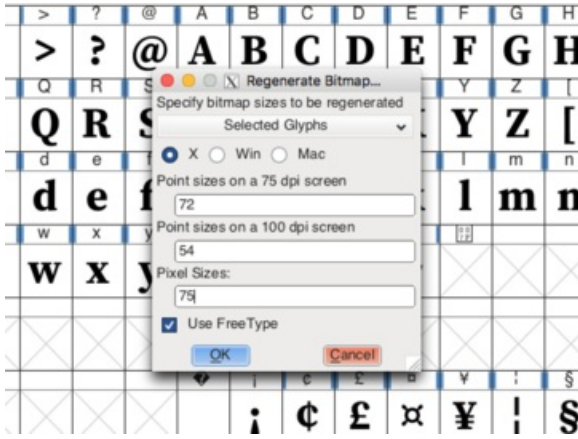 > ? @ A B C D E F G H
> ? @ A B C D E F G H
Regenerate Bitmap...
Q R S Y Z [
Specify bitmap sizes to be regenerated
Selected Glyphs
Q R S Y Z [
X Win Mac
d e f l m n
Point sizes on a 75 dpi screen
d e f l m n
72
Point sizes on a 100 dpi screen
w x y
54
w x y
Pixel Sizes:
75
Use FreeType
OK Cancel
� ¡ ¢ £ ¤ ¥ ¦ §
¡ ¢ £ ¤ ¥ ¦ §